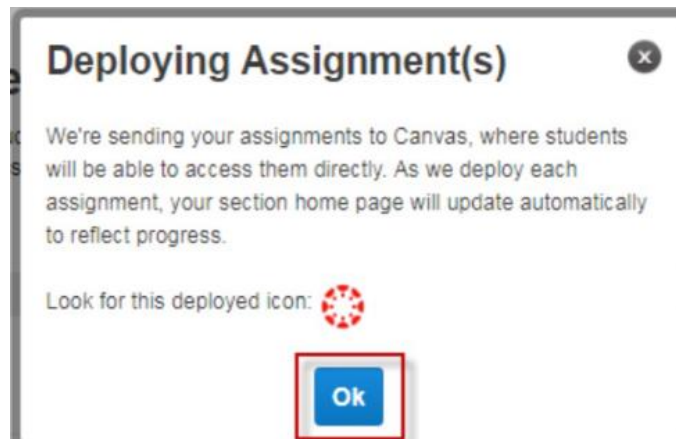 Deploying Assignment(s)
We're sending your assignments to Canvas, where students
will be able to access them directly. As we deploy each
assignment, your section home page will update automatically
to reflect progress.
Look for this deployed icon:
Ok